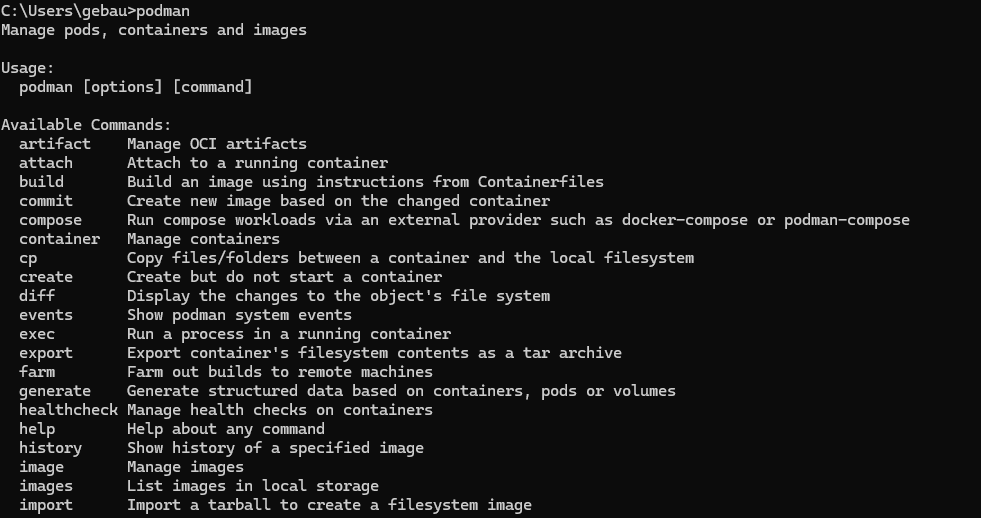 C:\Users\gebau>podman
Manage pods, containers and images

Usage:
  podman [options] [command]

Available Commands:
  artifact    Manage OCI artifacts
  attach      Attach to a running container
  build       Build an image using instructions from Containerfiles
  commit      Create new image based on the changed container
  compose     Run compose workloads via an external provider such as docker-compose or podman-compose
  container   Manage containers
  cp          Copy files/folders between a container and the local filesystem
  create      Create but do not start a container
  diff        Display the changes to the object's file system
  events      Show podman system events
  exec        Run a process in a running container
  export      Export container's filesystem contents as a tar archive
  farm        Farm out builds to remote machines
  generate    Generate structured data based on containers, pods or volumes
  healthcheck Manage health checks on containers
  help        Help about any command
  history     Show history of a specified image
  image       Manage images
  images      List images in local storage
  import      Import a tarball to create a filesystem image